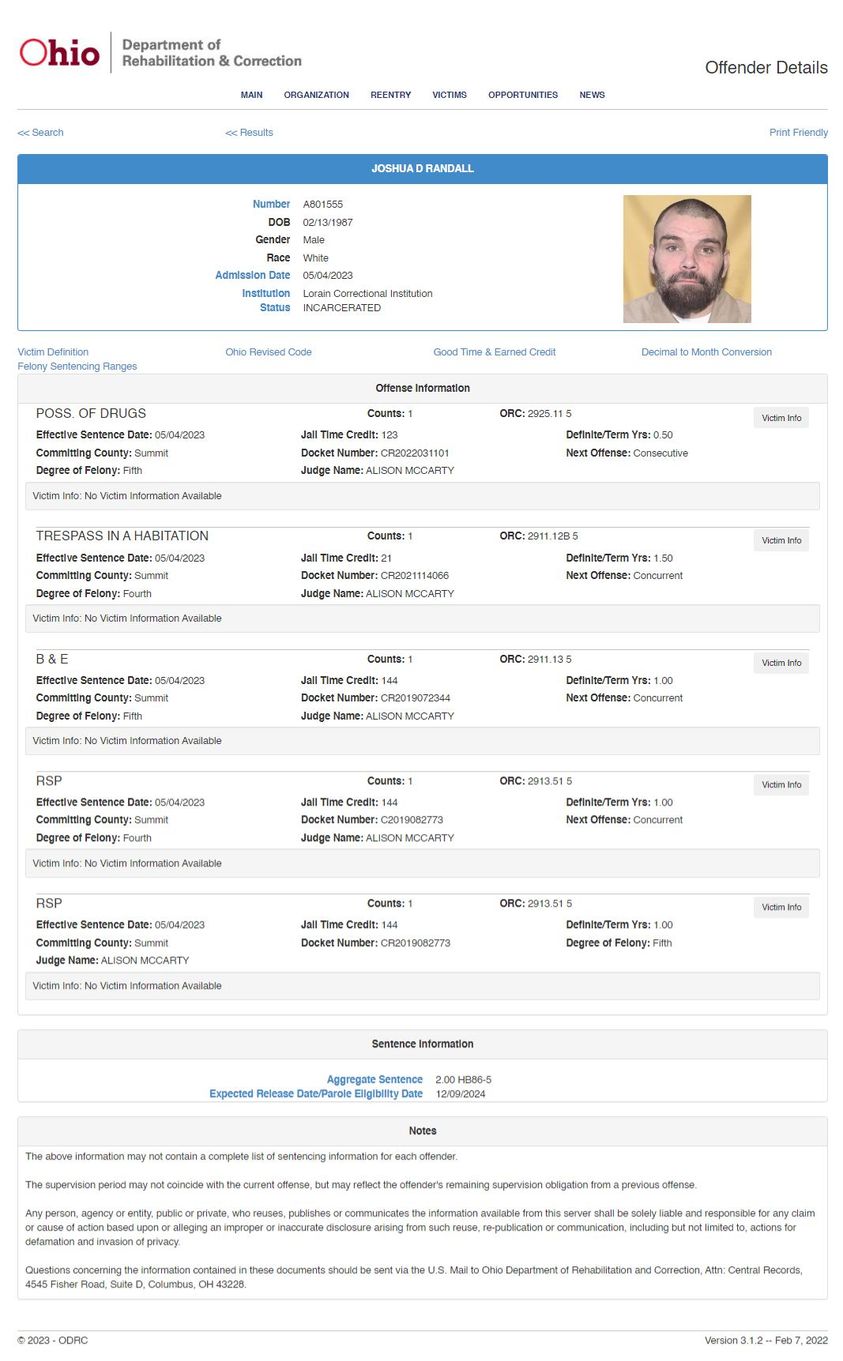 Ohio
Department of
Rehabilitation & Correction
Offender Details
MAIN ORGANIZATION REENTRY VICTIMS OPPORTUNITIES NEWS
<< Search << Results Print Friendly
JOSHUA D RANDALL
Number A801555
DOB 02/13/1987
Gender Male
Race White
Admission Date 05/04/2023
Institution Lorain Correctional Institution
Status INCARCERATED
Victim Definition Ohio Revised Code Good Time & Earned Credit Decimal to Month Conversion
Felony Sentencing Ranges
Offense Information
POSS. OF DRUGS Counts: 1 ORC: 2925.11 5 Victim Info
Effective Sentence Date: 05/04/2023 Jail Time Credit: 123 Definite/Term Yrs: 0.50
Committing County: Summit Docket Number: CR2022031101 Next Offense: Consecutive
Degree of Felony: Fifth Judge Name: ALISON MCCARTY
Victim Info: No Victim Information Available
TRESPASS IN A HABITATION Counts: 1 ORC: 2911.12B 5 Victim Info
Effective Sentence Date: 05/04/2023 Jail Time Credit: 21 Definite/Term Yrs: 1.50
Committing County: Summit Docket Number: CR2021114066 Next Offense: Concurrent
Degree of Felony: Fourth Judge Name: ALISON MCCARTY
Victim Info: No Victim Information Available
B & E Counts: 1 ORC: 2911.13 5 Victim Info
Effective Sentence Date: 05/04/2023 Jail Time Credit: 144 Definite/Term Yrs: 1.00
Committing County: Summit Docket Number: CR2019072344 Next Offense: Concurrent
Degree of Felony: Fifth Judge Name: ALISON MCCARTY
Victim Info: No Victim Information Available
RSP Counts: 1 ORC: 2913.51 5 Victim Info
Effective Sentence Date: 05/04/2023 Jail Time Credit: 144 Definite/Term Yrs: 1.00
Committing County: Summit Docket Number: C2019082773 Next Offense: Concurrent
Degree of Felony: Fourth Judge Name: ALISON MCCARTY
Victim Info: No Victim Information Available
RSP Counts: 1 ORC: 2913.51 5 Victim Info
Effective Sentence Date: 05/04/2023 Jail Time Credit: 144 Definite/Term Yrs: 1.00
Committing County: Summit Docket Number: CR2019082773 Degree of Felony: Fifth
Judge Name: ALISON MCCARTY
Victim Info: No Victim Information Available
Sentence Information
Aggregate Sentence 2.00 HB86-5
Expected Release Date/Parole Eligibility Date 12/09/2024
Notes
The above information may not contain a complete list of sentencing information for each offender.
The supervision period may not coincide with the current offense, but may reflect the offender's remaining supervision obligation from a previous offense.
Any person, agency or entity, public or private, who reuses, publishes or communicates the information available from this server shall be solely liable and responsible for any claim
or cause of action based upon or alleging an improper or inaccurate disclosure arising from such reuse, re-publication or communication, including but not limited to, actions for
defamation and invasion of privacy.
Questions concerning the information contained in these documents should be sent via the U.S. Mail to Ohio Department of Rehabilitation and Correction, Attn: Central Records,
4545 Fisher Road, Suite D, Columbus, OH 43228.
© 2023 - ODRC Version 3.1.2 -- Feb 7, 2022